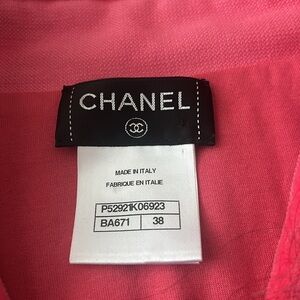 CHANEL
MADE IN ITALY
FABRIQUE EN ITALIE
P52921K06923
BA671 38